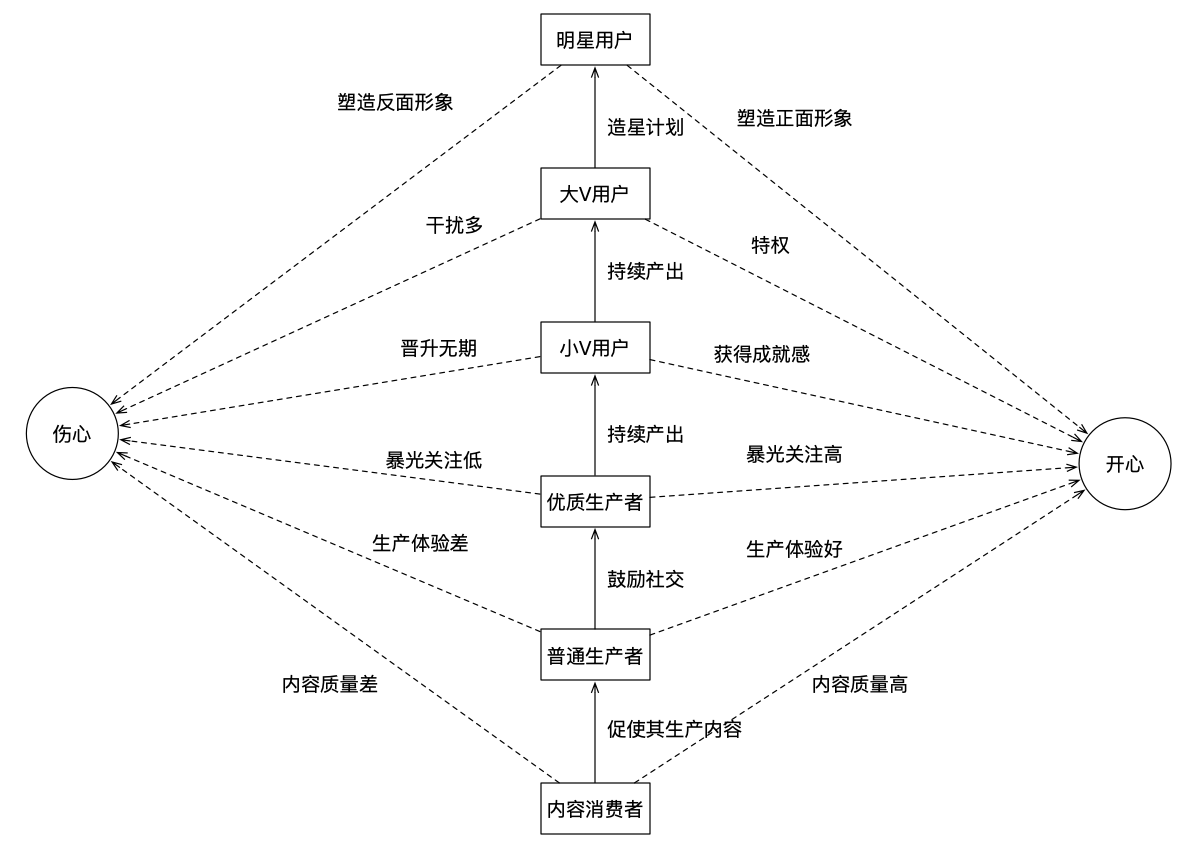 明星用户
塑造反面形象
塑造正面形象
造星计划
大V用户
干扰多
特权
持续产出
小V用户
晋升无期
获得成就感
伤心
持续产出
开心
暴光关注低
暴光关注高
优质生产者
生产体验差
生产体验好
鼓励社交
普通生产者
内容质量差
内容质量高
促使其生产内容
内容消费者